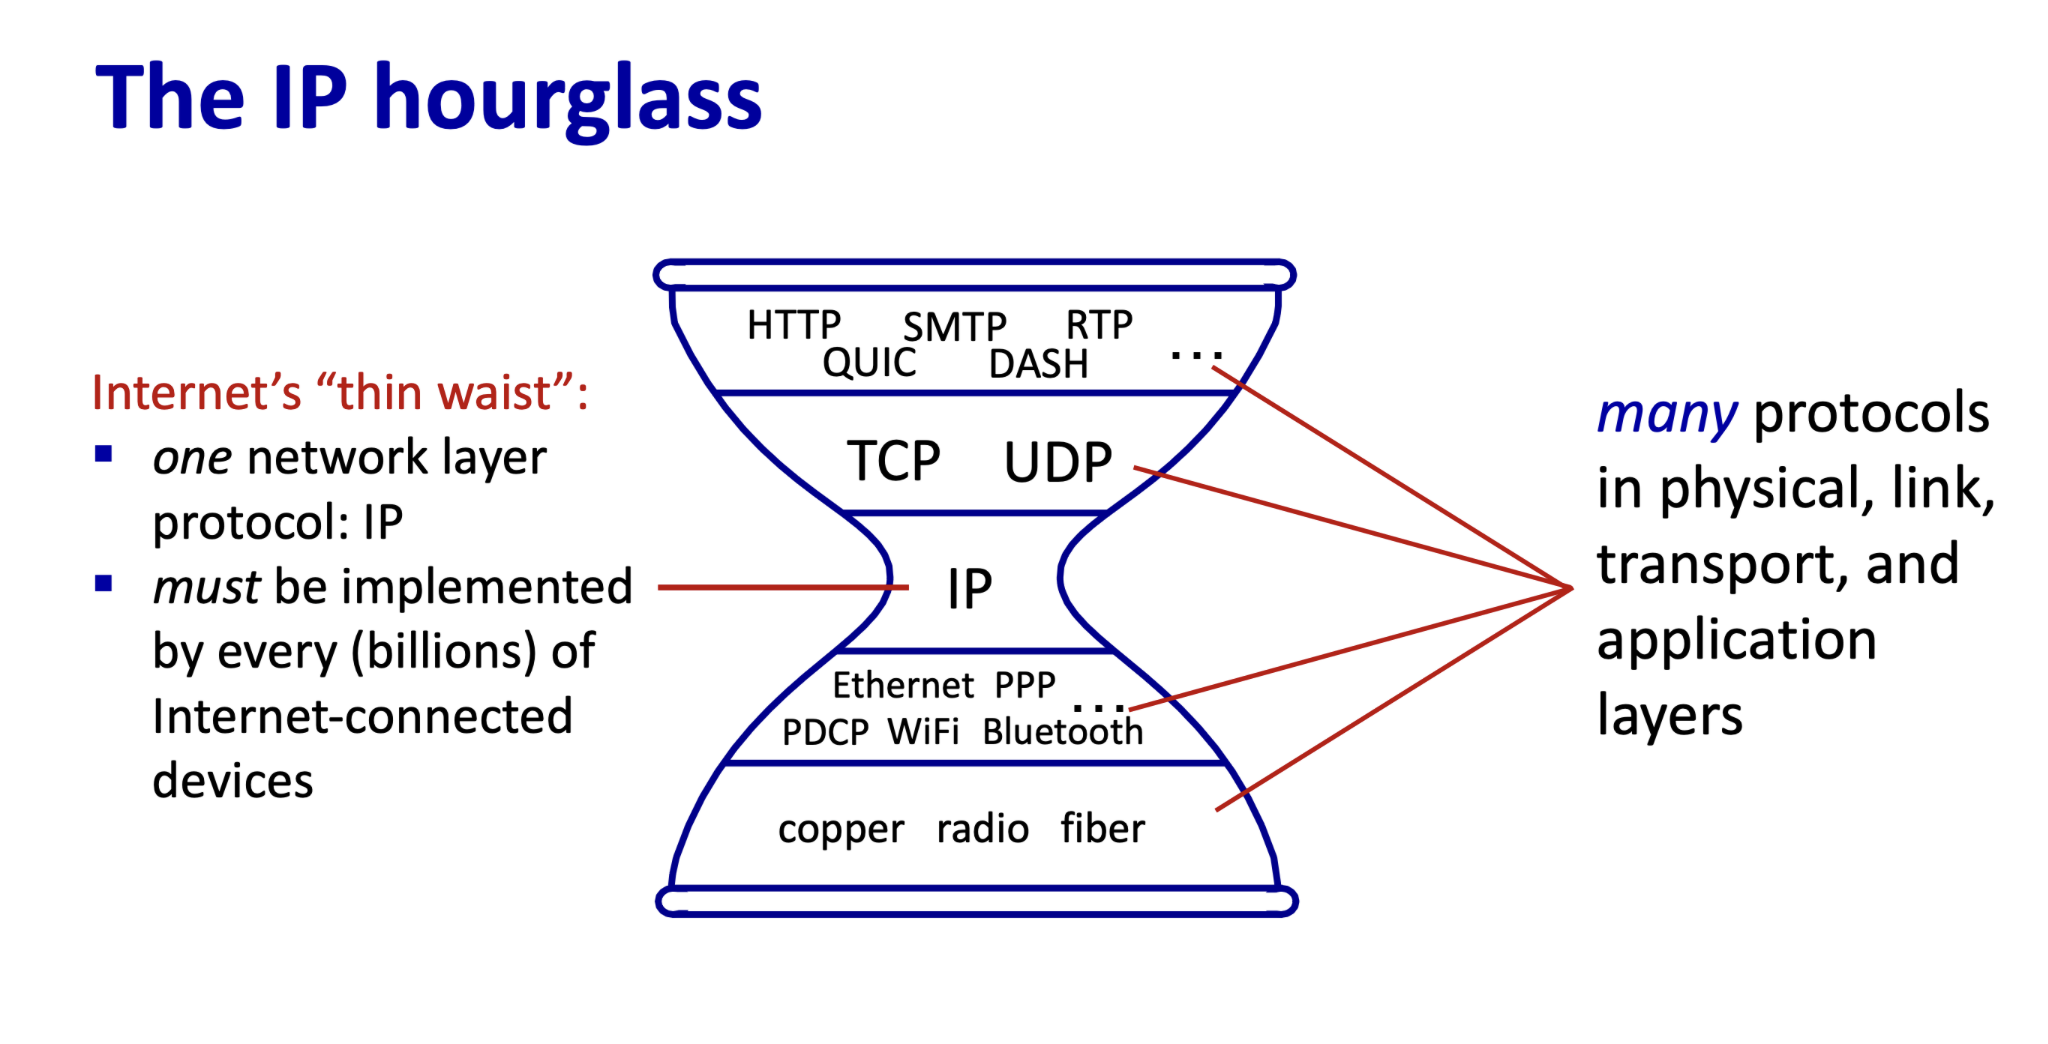 The IP hourglass
Internet's “thin waist”:
▪ one network layer
protocol: IP
▪ must be implemented
by every (billions) of
Internet-connected
devices
HTTP SMTP RTP
QUIC DASH ...
TCP UDP
IP
Ethernet PPP ...
PDCP WiFi Bluetooth
copper radio fiber
many protocols
in physical, link,
transport, and
application
layers